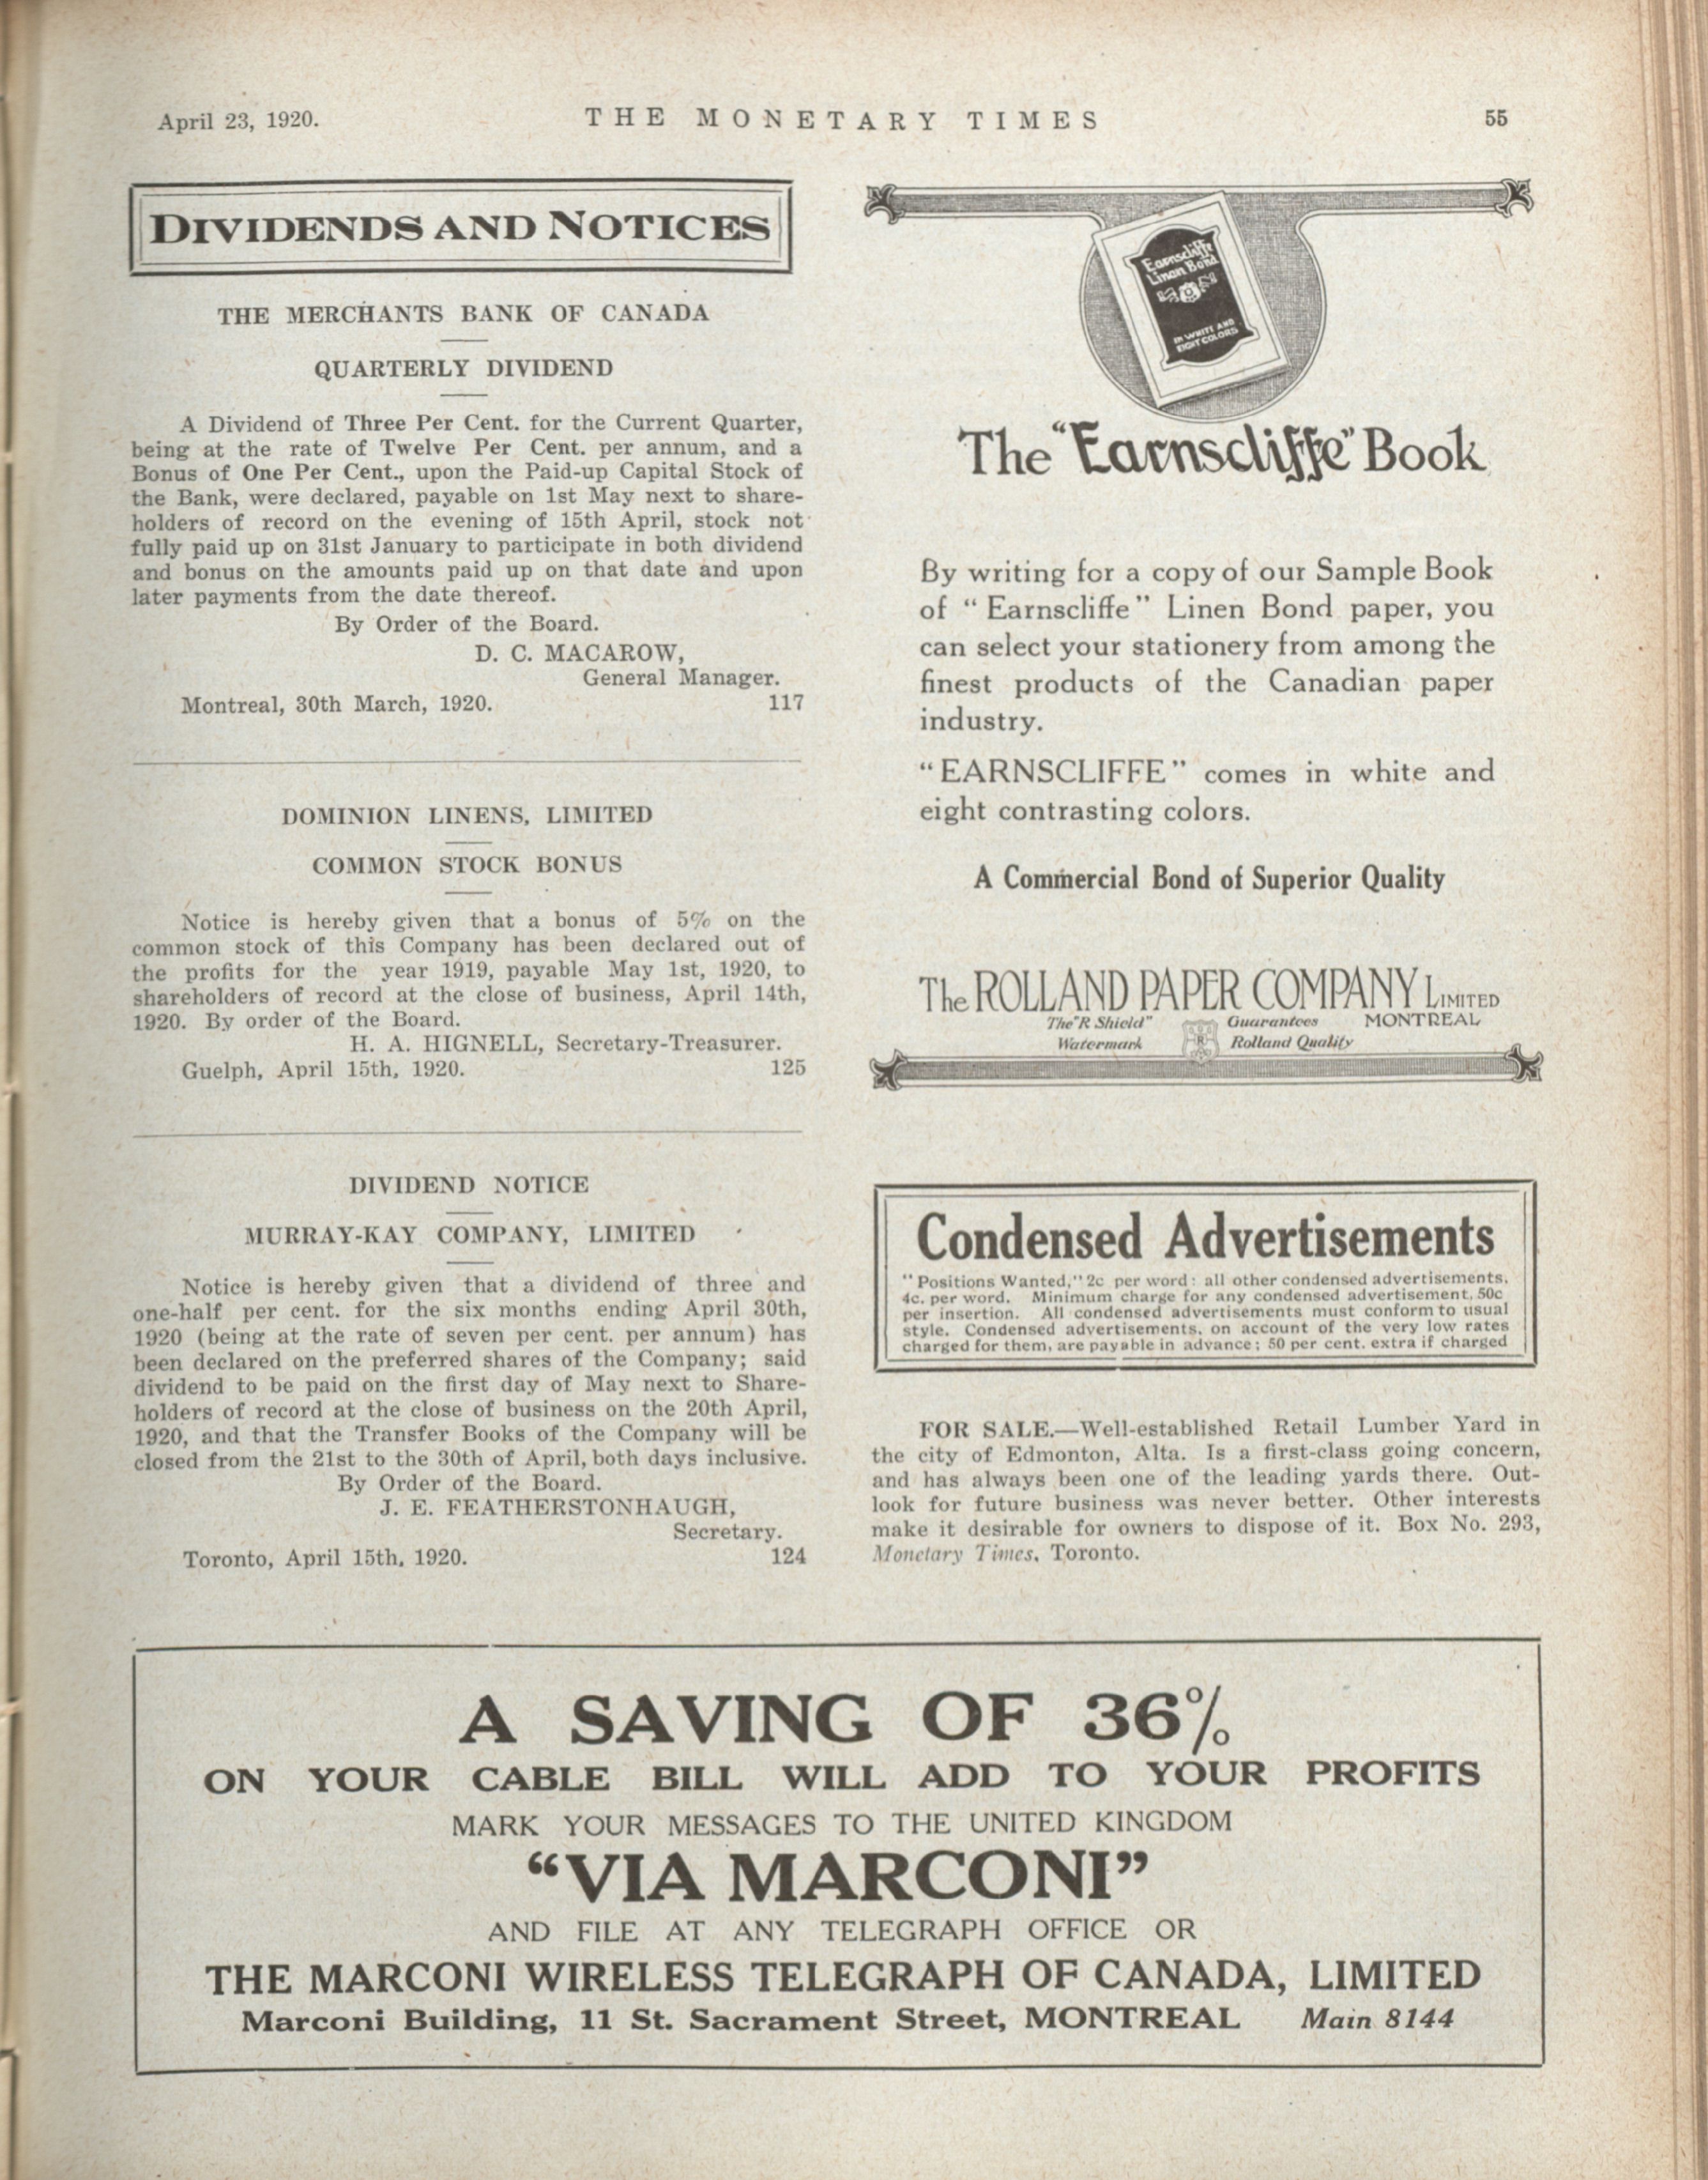 April 23, 1920.
THE MONETARY TIMES
55
DIVIDENDS AND NOTICES
THE MERCHANTS BANK OF CANADA
QUARTERLY DIVIDEND
A Dividend of Three Per Cent. for the Current Quarter,
being at the rate of Twelve Per Cent. per annum, and a
Bonus of One Per Cent., upon the Paid-up Capital Stock of
the Bank, were declared, payable on 1st May next to share-
holders of record on the evening of 15th April, stock not
fully paid up on 31st January to participate in both dividend
and bonus on the amounts paid up on that date and upon
later payments from the date thereof.
By Order of the Board.
D. C. MACAROW,
General Manager.
Montreal, 30th March, 1920. 117
DOMINION LINENS, LIMITED
COMMON STOCK BONUS
Notice is hereby given that a bonus of 5% on the
common stock of this Company has been declared out of
the profits for the year 1919, payable May 1st, 1920, to
shareholders of record at the close of business, April 14th,
1920. By order of the Board.
H. A. HIGNELL, Secretary-Treasurer.
Guelph, April 15th, 1920. 125
DIVIDEND NOTICE
MURRAY-KAY COMPANY, LIMITED
Notice is hereby given that a dividend of three and
one-half per cent. for the six months ending April 30th,
1920 (being at the rate of seven per cent. per annum) has
been declared on the preferred shares of the Company; said
dividend to be paid on the first day of May next to Share-
holders of record at the close of business on the 20th April,
1920, and that the Transfer Books of the Company will be
closed from the 21st to the 30th of April, both days inclusive.
By Order of the Board.
J. E. FEATHERSTONHAUGH,
Secretary.
Toronto, April 15th, 1920. 124
Earnscliffe
Linen Bond
IN WHITE AND
EIGHT COLORS
The "Earnscliffe" Book
By writing for a copy of our Sample Book
of "Earnscliffe" Linen Bond paper, you
can select your stationery from among the
finest products of the Canadian paper
industry.
"EARNSCLIFFE" comes in white and
eight contrasting colors.
A Commercial Bond of Superior Quality
The ROLLAND PAPER COMPANY LIMITED
The "R Shield" Guarantees MONTREAL
Watermark R Rolland Quality
Condensed Advertisements
"Positions Wanted," 2c per word: all other condensed advertisements,
4c. per word. Minimum charge for any condensed advertisement, 50c
per insertion. All condensed advertisements must conform to usual
style. Condensed advertisements, on account of the very low rates
charged for them, are payable in advance; 50 per cent. extra if charged
FOR SALE.—Well-established Retail Lumber Yard in
the city of Edmonton, Alta. Is a first-class going concern,
and has always been one of the leading yards there. Out-
look for future business was never better. Other interests
make it desirable for owners to dispose of it. Box No. 293,
Monetary Times, Toronto.
A SAVING OF 36%
ON YOUR CABLE BILL WILL ADD TO YOUR PROFITS
MARK YOUR MESSAGES TO THE UNITED KINGDOM
"VIA MARCONI"
AND FILE AT ANY TELEGRAPH OFFICE OR
THE MARCONI WIRELESS TELEGRAPH OF CANADA, LIMITED
Marconi Building, 11 St. Sacrament Street, MONTREAL Main 8144